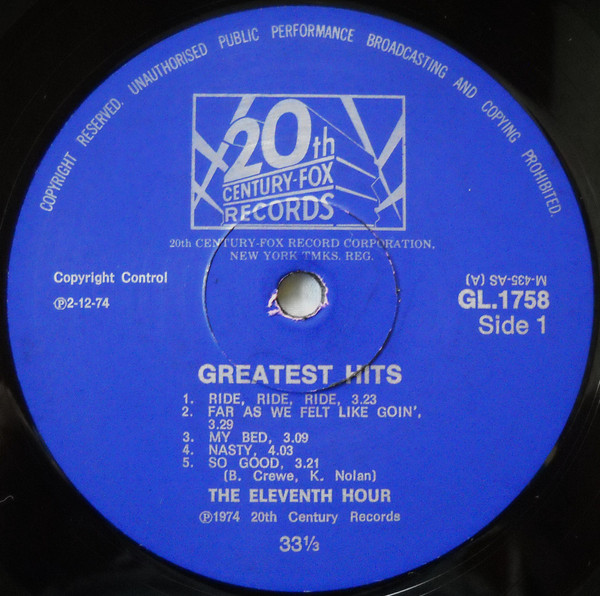 COPYRIGHT RESERVED. UNAUTHORISED PUBLIC PERFORMANCE BROADCASTING AND COPYING PROHIBITED.
20th
CENTURY-FOX
RECORDS
20th CENTURY-FOX RECORD CORPORATION,
NEW YORK TMKS. REG.
Copyright Control
Ⓟ2-12-74
M-435-AS (A)
GL.1758
Side 1
GREATEST HITS
1. RIDE, RIDE, RIDE, 3.23
2. FAR AS WE FELT LIKE GOIN',
3.29
3. MY BED, 3.09
4. NASTY, 4.03
5. SO GOOD, 3.21
(B. Crewe, K. Nolan)
THE ELEVENTH HOUR
Ⓟ1974 20th Century Records
33⅓